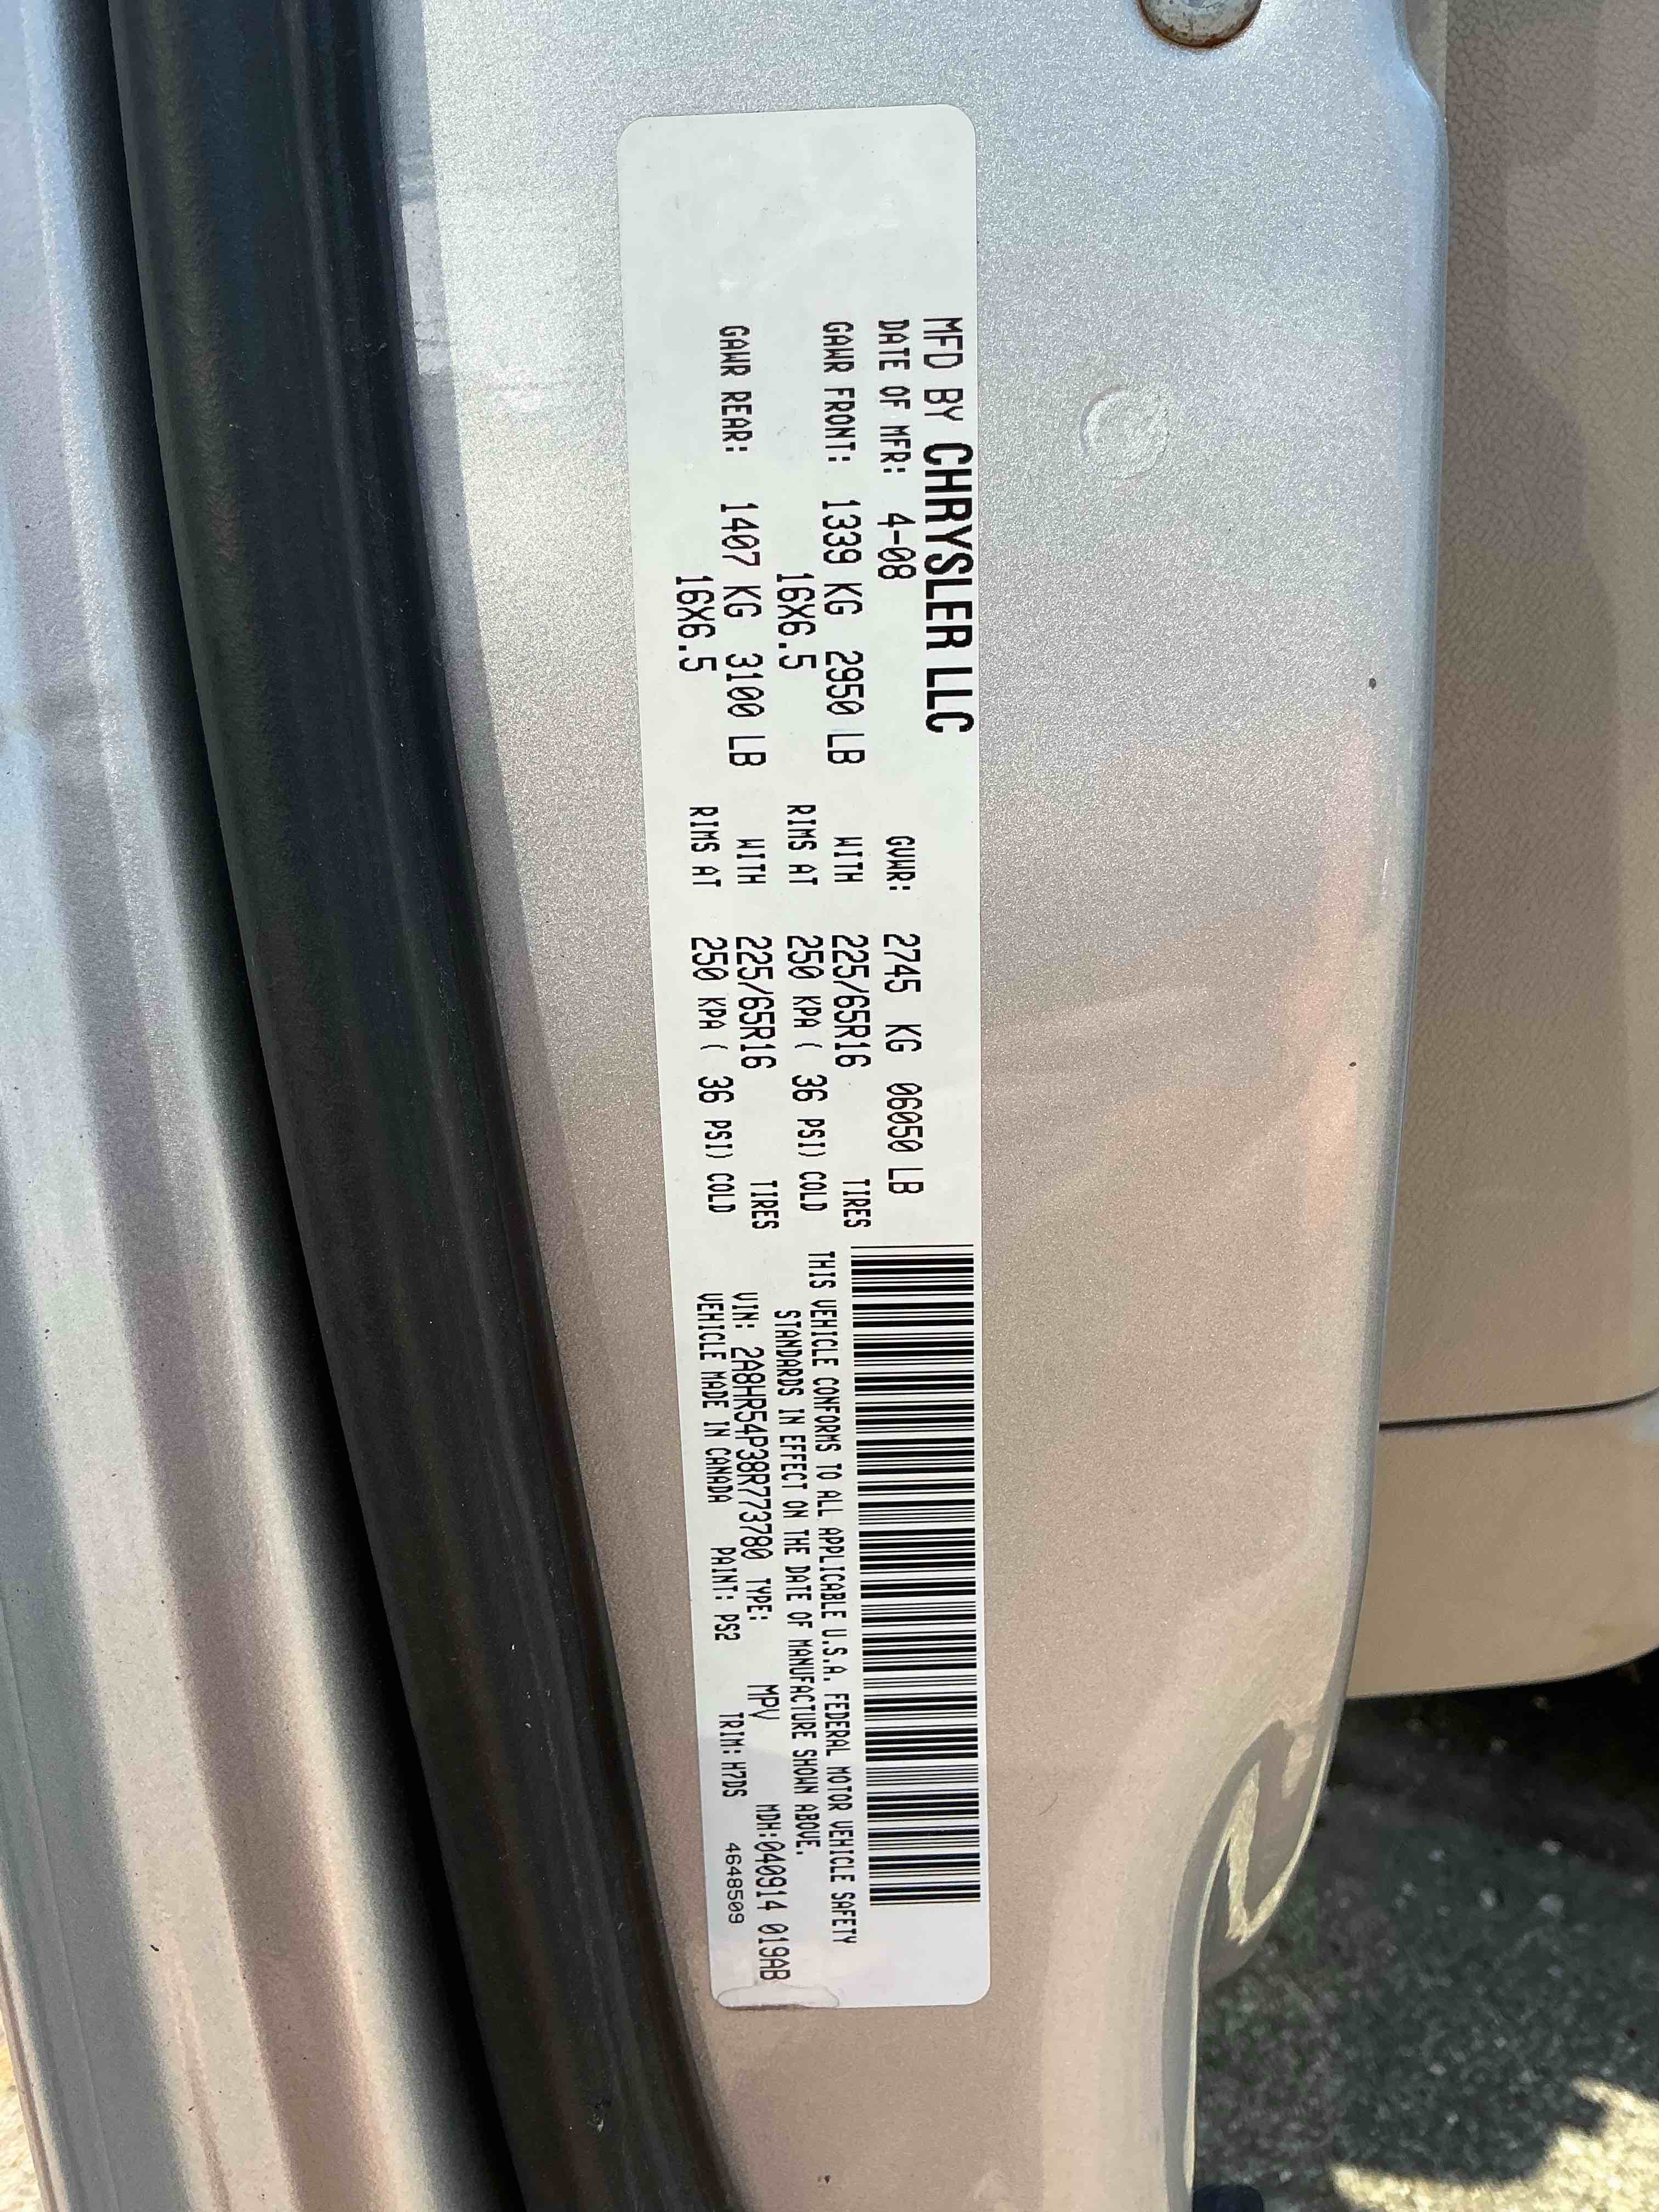 MFD BY CHRYSLER LLC
DATE OF MFR: 4-08 GVWR: 2745 KG 06050 LB
GAWR FRONT: 1339 KG 2950 LB WITH 225/65R16 TIRES
16X6.5 RIMS AT 250 KPA ( 36 PSI) COLD
GAWR REAR: 1407 KG 3100 LB WITH 225/65R16 TIRES
16X6.5 RIMS AT 250 KPA ( 36 PSI) COLD
THIS VEHICLE CONFORMS TO ALL APPLICABLE U.S.A. FEDERAL MOTOR VEHICLE SAFETY
STANDARDS IN EFFECT ON THE DATE OF MANUFACTURE SHOWN ABOVE.
VIN: 2A8HR54P38R773780 TYPE: MPV MDH:040914 019AB
VEHICLE MADE IN CANADA PAINT: PS2 TRIM: H7DS 4648509